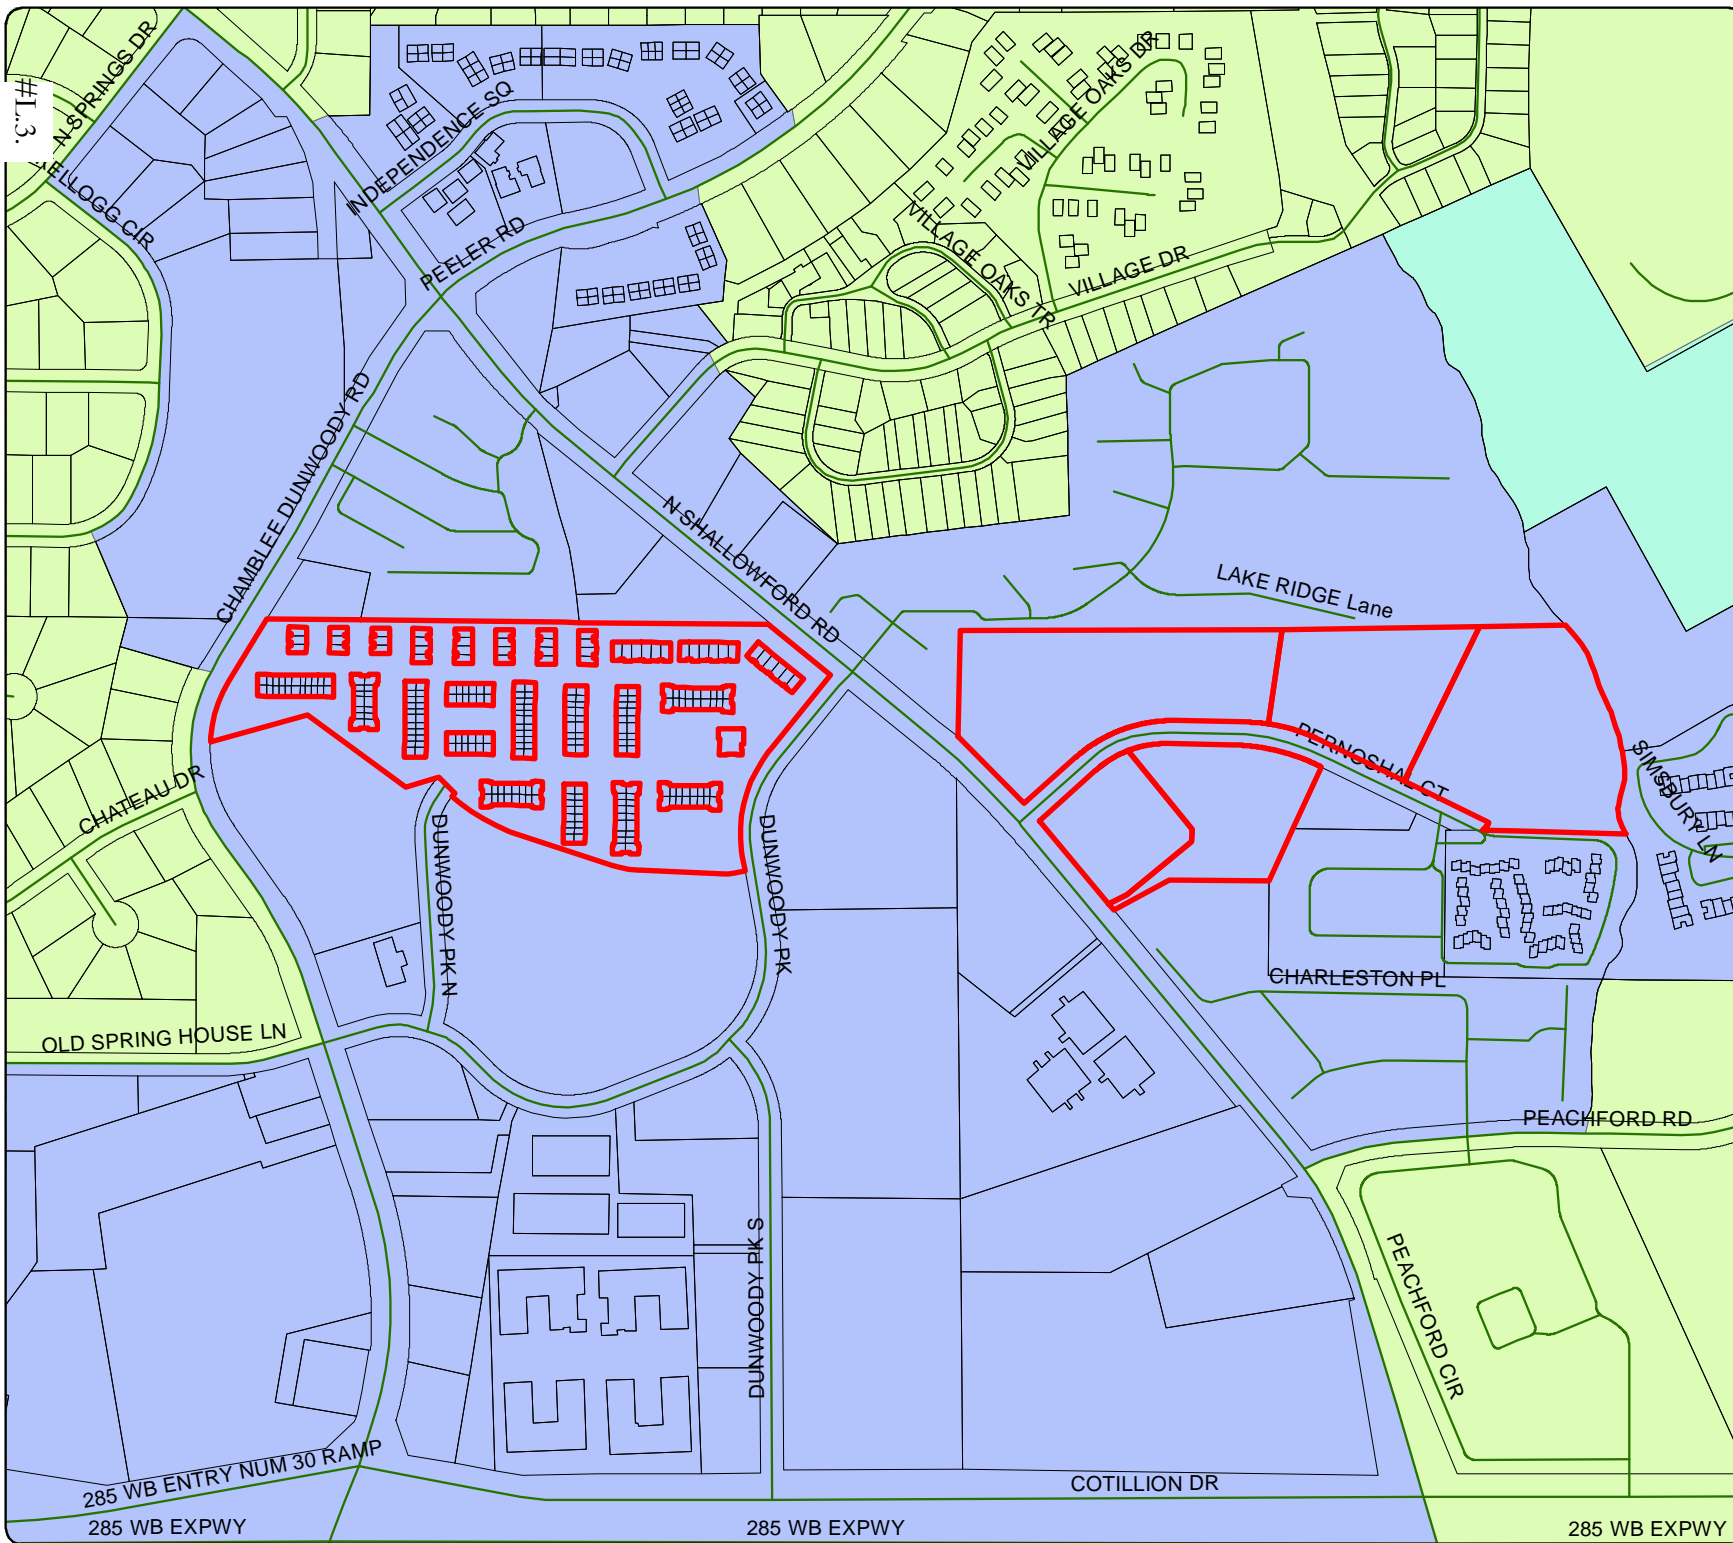 #L.3.
N SPRINGS DR
INDEPENDENCE SQ
VILLAGE OAKS DR
PEELER RD
VILLAGE OAKS TR
VILLAGE DR
CHAMBLEE DUNWOODY RD
N SHALLOWFORD RD
LAKE RIDGE Lane
PERNOSHAL CT
SIMSBURY LN
CHATEAU DR
DUNWOODY PK N
DUNWOODY PK
CHARLESTON PL
OLD SPRING HOUSE LN
PEACHFORD RD
DUNWOODY PK S
PEACHFORD CIR
285 WB ENTRY NUM 30 RAMP
COTILLION DR
285 WB EXPWY
285 WB EXPWY
285 WB EXPWY